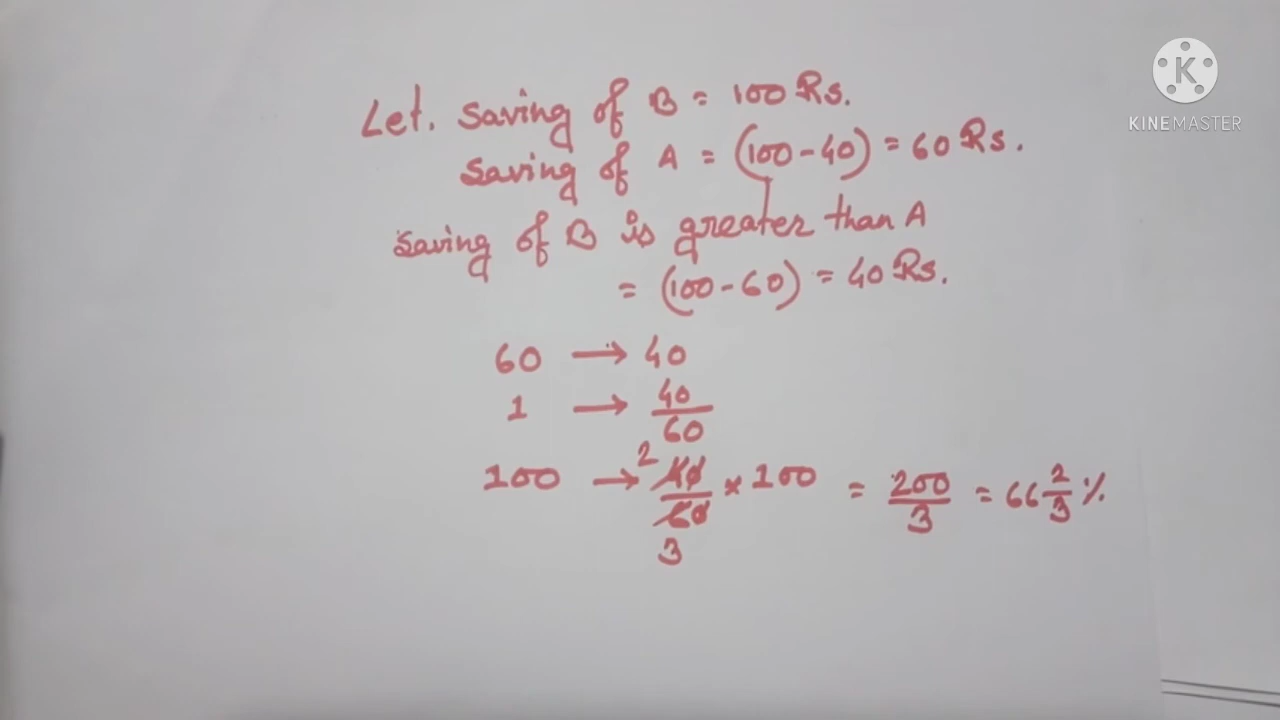 K
KINEMASTER
Let. Saving of B = 100 Rs.
Saving of A = (100 - 40) = 60 Rs.
Saving of B is greater than A
= (100 - 60) = 40 Rs.
60 → 40
1 → 40/60
100 → 2 40/60 3 × 100 = 200/3 = 66 2/3 %